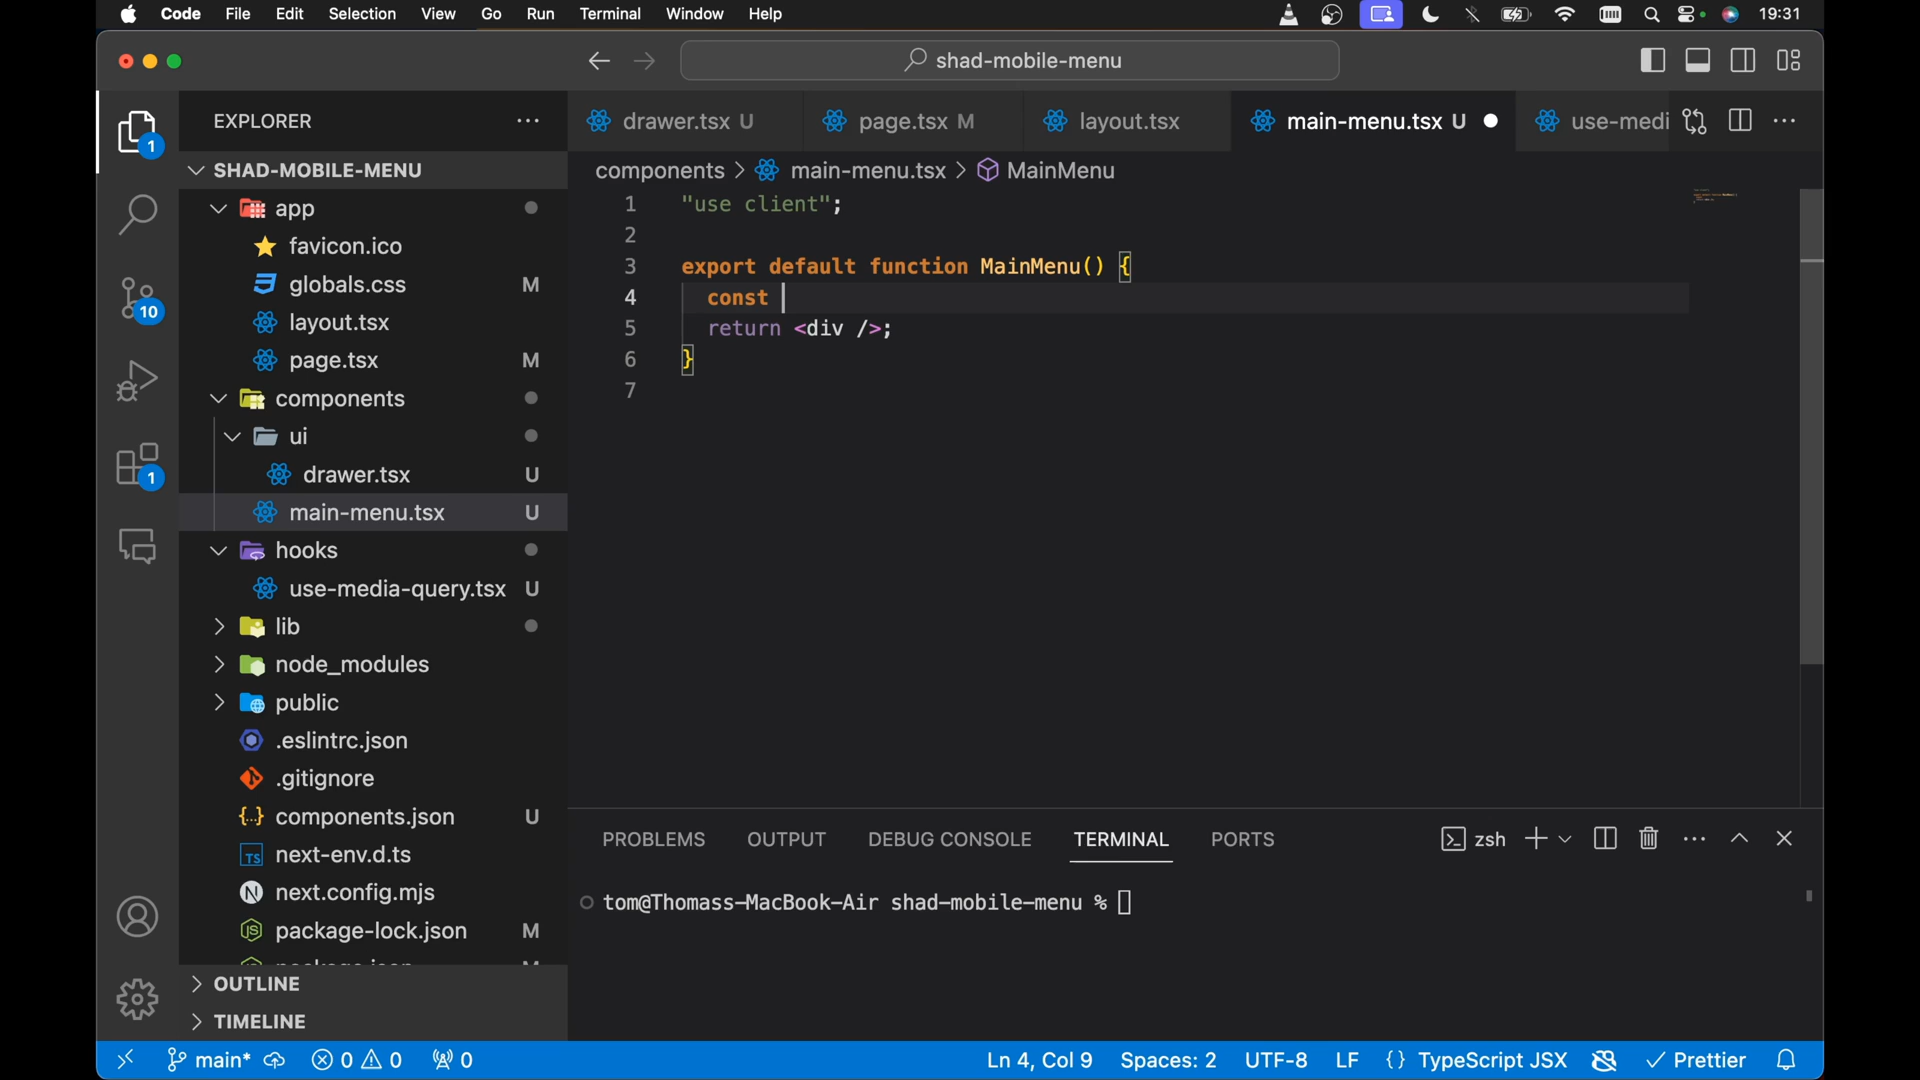 Code File Edit Selection View Go Run Terminal Window Help 19:31
shad-mobile-menu
EXPLORER
SHAD-MOBILE-MENU
app
favicon.ico
globals.css M
layout.tsx
page.tsx M
components
ui
drawer.tsx U
main-menu.tsx U
hooks
use-media-query.tsx U
lib
node_modules
public
.eslintrc.json
.gitignore
components.json U
next-env.d.ts
next.config.mjs
package-lock.json M
OUTLINE
TIMELINE
1
10
1
drawer.tsx U page.tsx M layout.tsx main-menu.tsx U use-medi
components > main-menu.tsx > MainMenu
1 "use client";
2
3 export default function MainMenu() {
4 const
5 return <div />;
6 }
7
PROBLEMS OUTPUT DEBUG CONSOLE TERMINAL PORTS zsh
tom@Thomass-MacBook-Air shad-mobile-menu %
main* 0 0 0 Ln 4, Col 9 Spaces: 2 UTF-8 LF {} TypeScript JSX Prettier